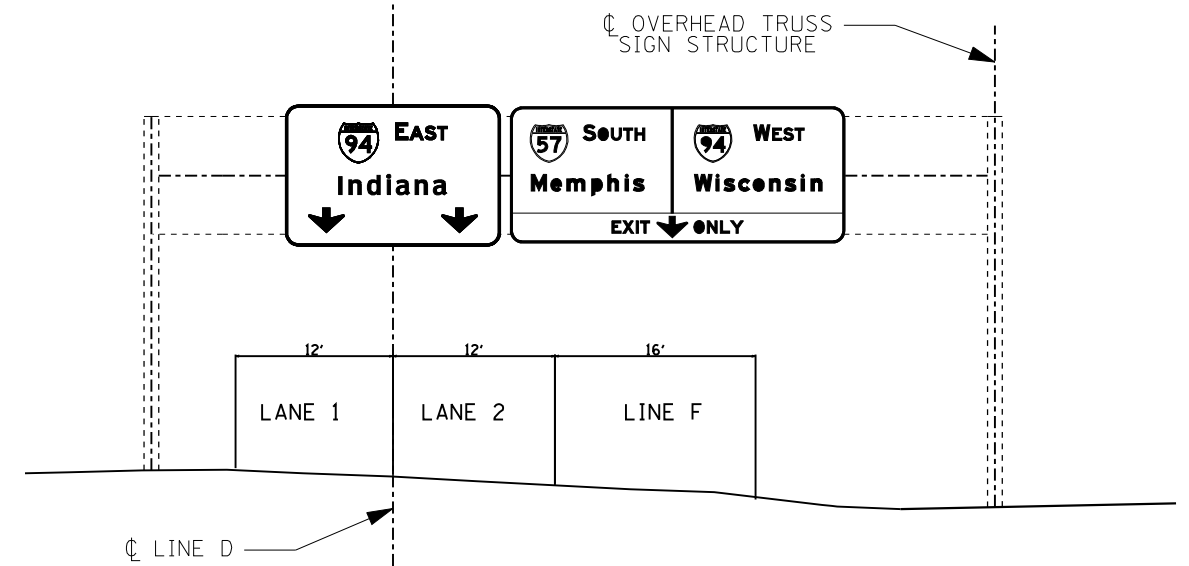 ℄ OVERHEAD TRUSS
SIGN STRUCTURE
94 EAST
Indiana
57 SOUTH
Memphis
94 WEST
Wisconsin
EXIT ONLY
12'
12'
16'
LANE 1
LANE 2
LINE F
℄ LINE D